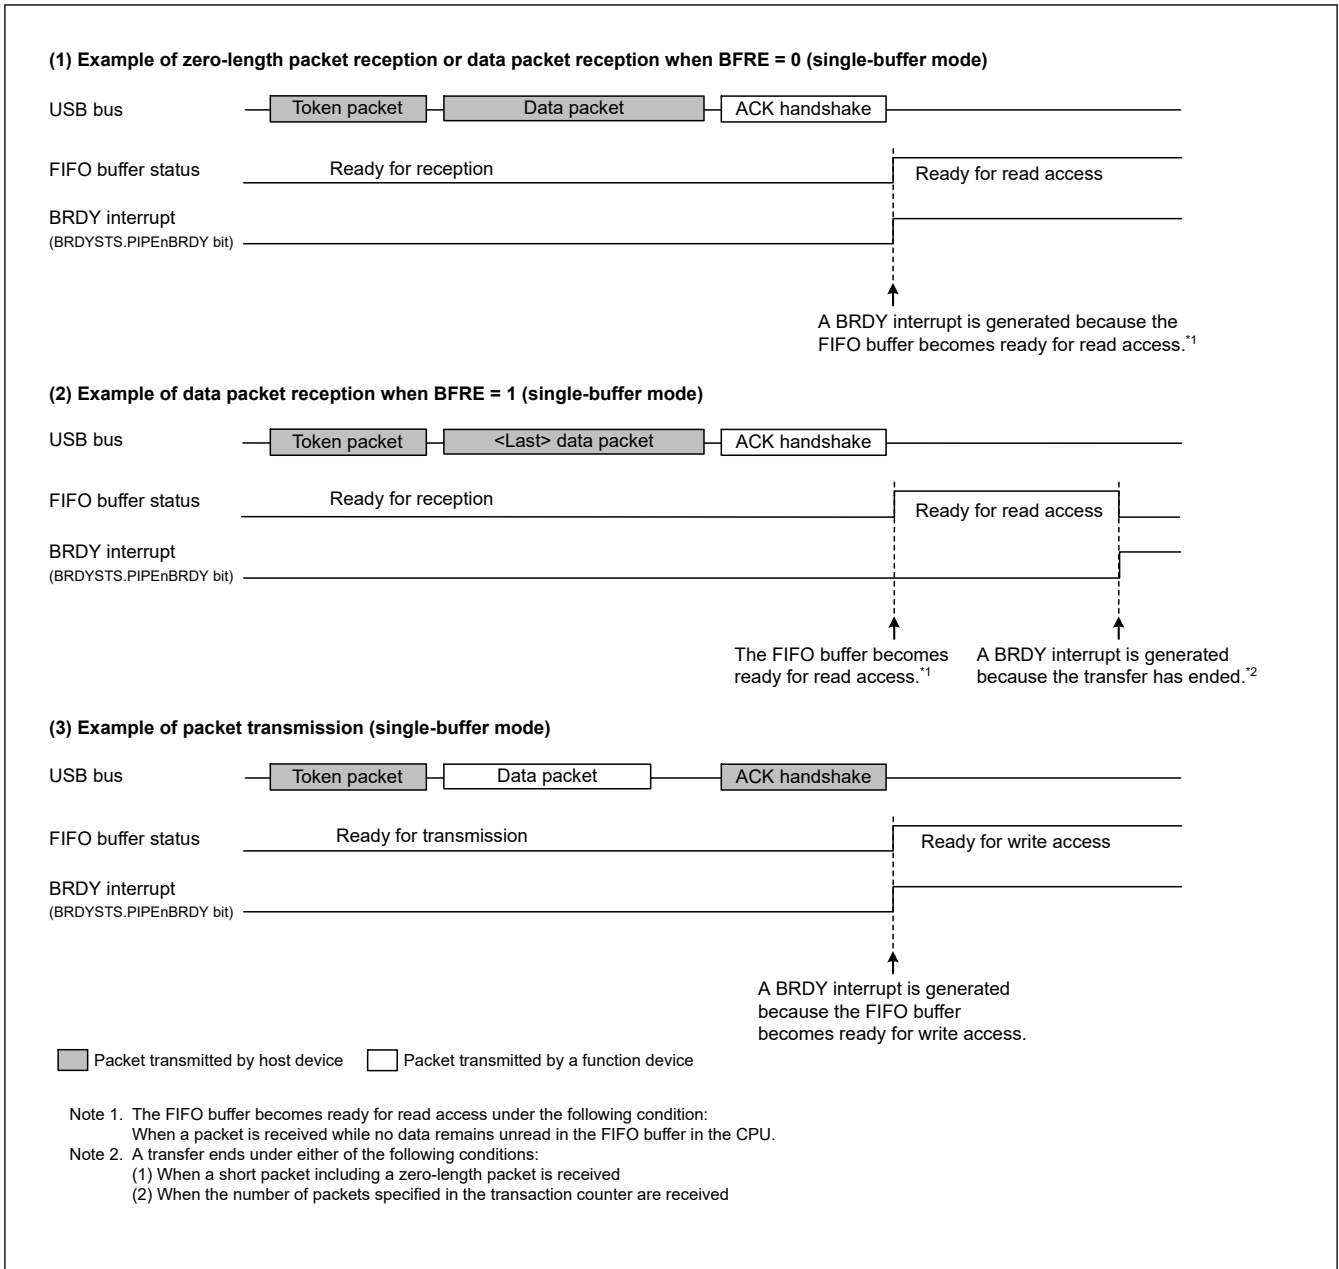 (1) Example of zero-length packet reception or data packet reception when BFRE = 0 (single-buffer mode)
USB bus
Token packet
Data packet
ACK handshake
FIFO buffer status
Ready for reception
Ready for read access
BRDY interrupt
(BRDYSTS.PIPEnBRDY bit)
A BRDY interrupt is generated because the
FIFO buffer becomes ready for read access.*1
(2) Example of data packet reception when BFRE = 1 (single-buffer mode)
USB bus
Token packet
<Last> data packet
ACK handshake
FIFO buffer status
Ready for reception
Ready for read access
BRDY interrupt
(BRDYSTS.PIPEnBRDY bit)
The FIFO buffer becomes
ready for read access.*1
A BRDY interrupt is generated
because the transfer has ended.*2
(3) Example of packet transmission (single-buffer mode)
USB bus
Token packet
Data packet
ACK handshake
FIFO buffer status
Ready for transmission
Ready for write access
BRDY interrupt
(BRDYSTS.PIPEnBRDY bit)
A BRDY interrupt is generated
because the FIFO buffer
becomes ready for write access.
Packet transmitted by host device
Packet transmitted by a function device
Note 1. The FIFO buffer becomes ready for read access under the following condition:
When a packet is received while no data remains unread in the FIFO buffer in the CPU.
Note 2. A transfer ends under either of the following conditions:
(1) When a short packet including a zero-length packet is received
(2) When the number of packets specified in the transaction counter are received